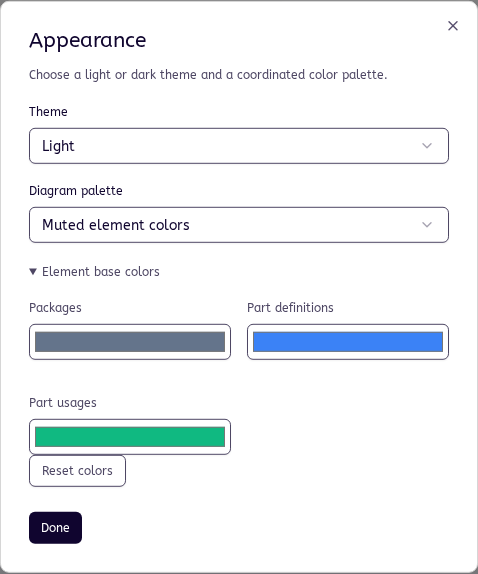 Appearance
Choose a light or dark theme and a coordinated color palette.
Theme
Light
Diagram palette
Muted element colors
Element base colors
Packages
Part definitions
Part usages
Reset colors
Done